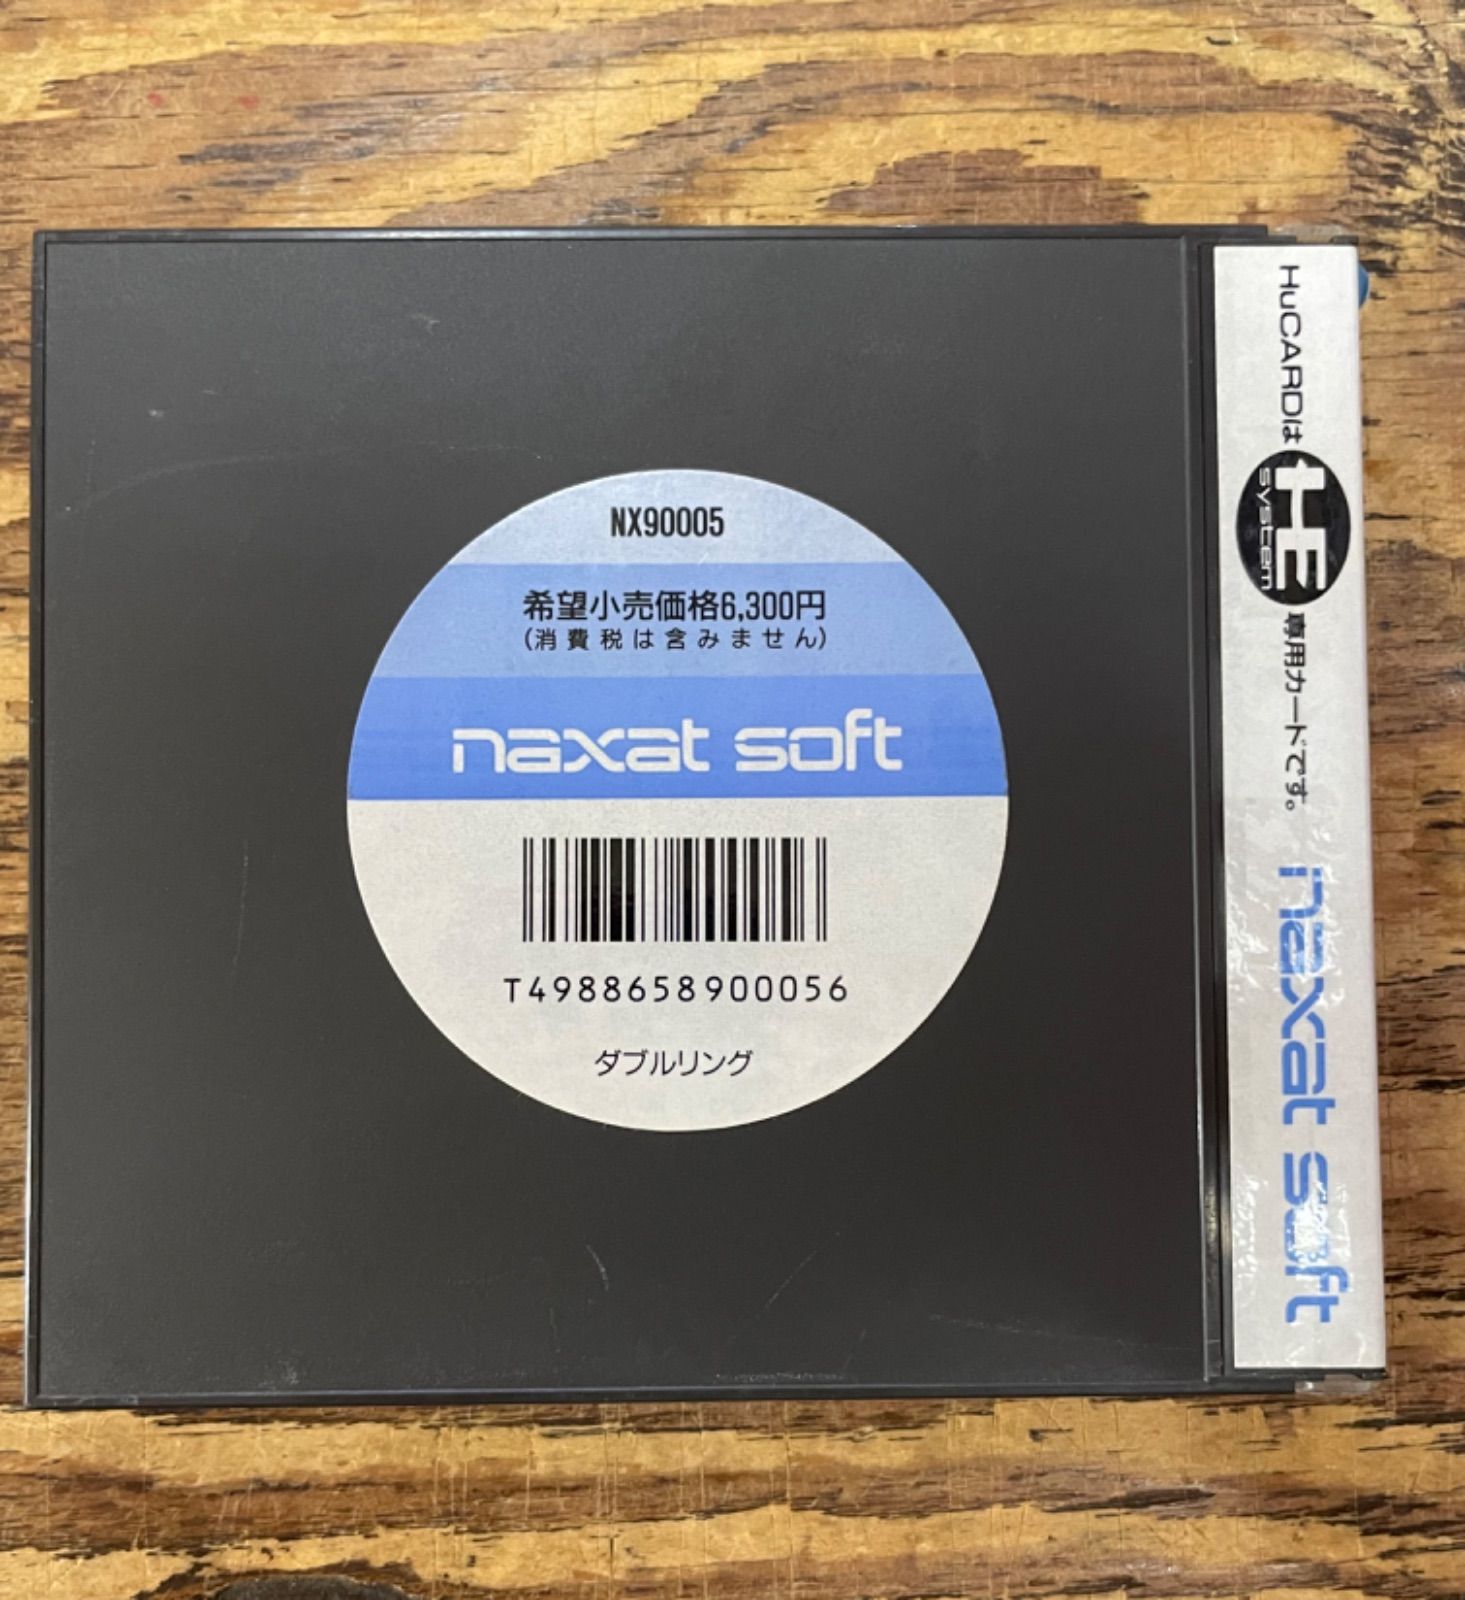 NX90005
希望小売価格6,300円
(消費税は含みません)
naxat soft
T4988658900056
ダブルリング
HuCARDは HE system 専用カードです。 naxat soft